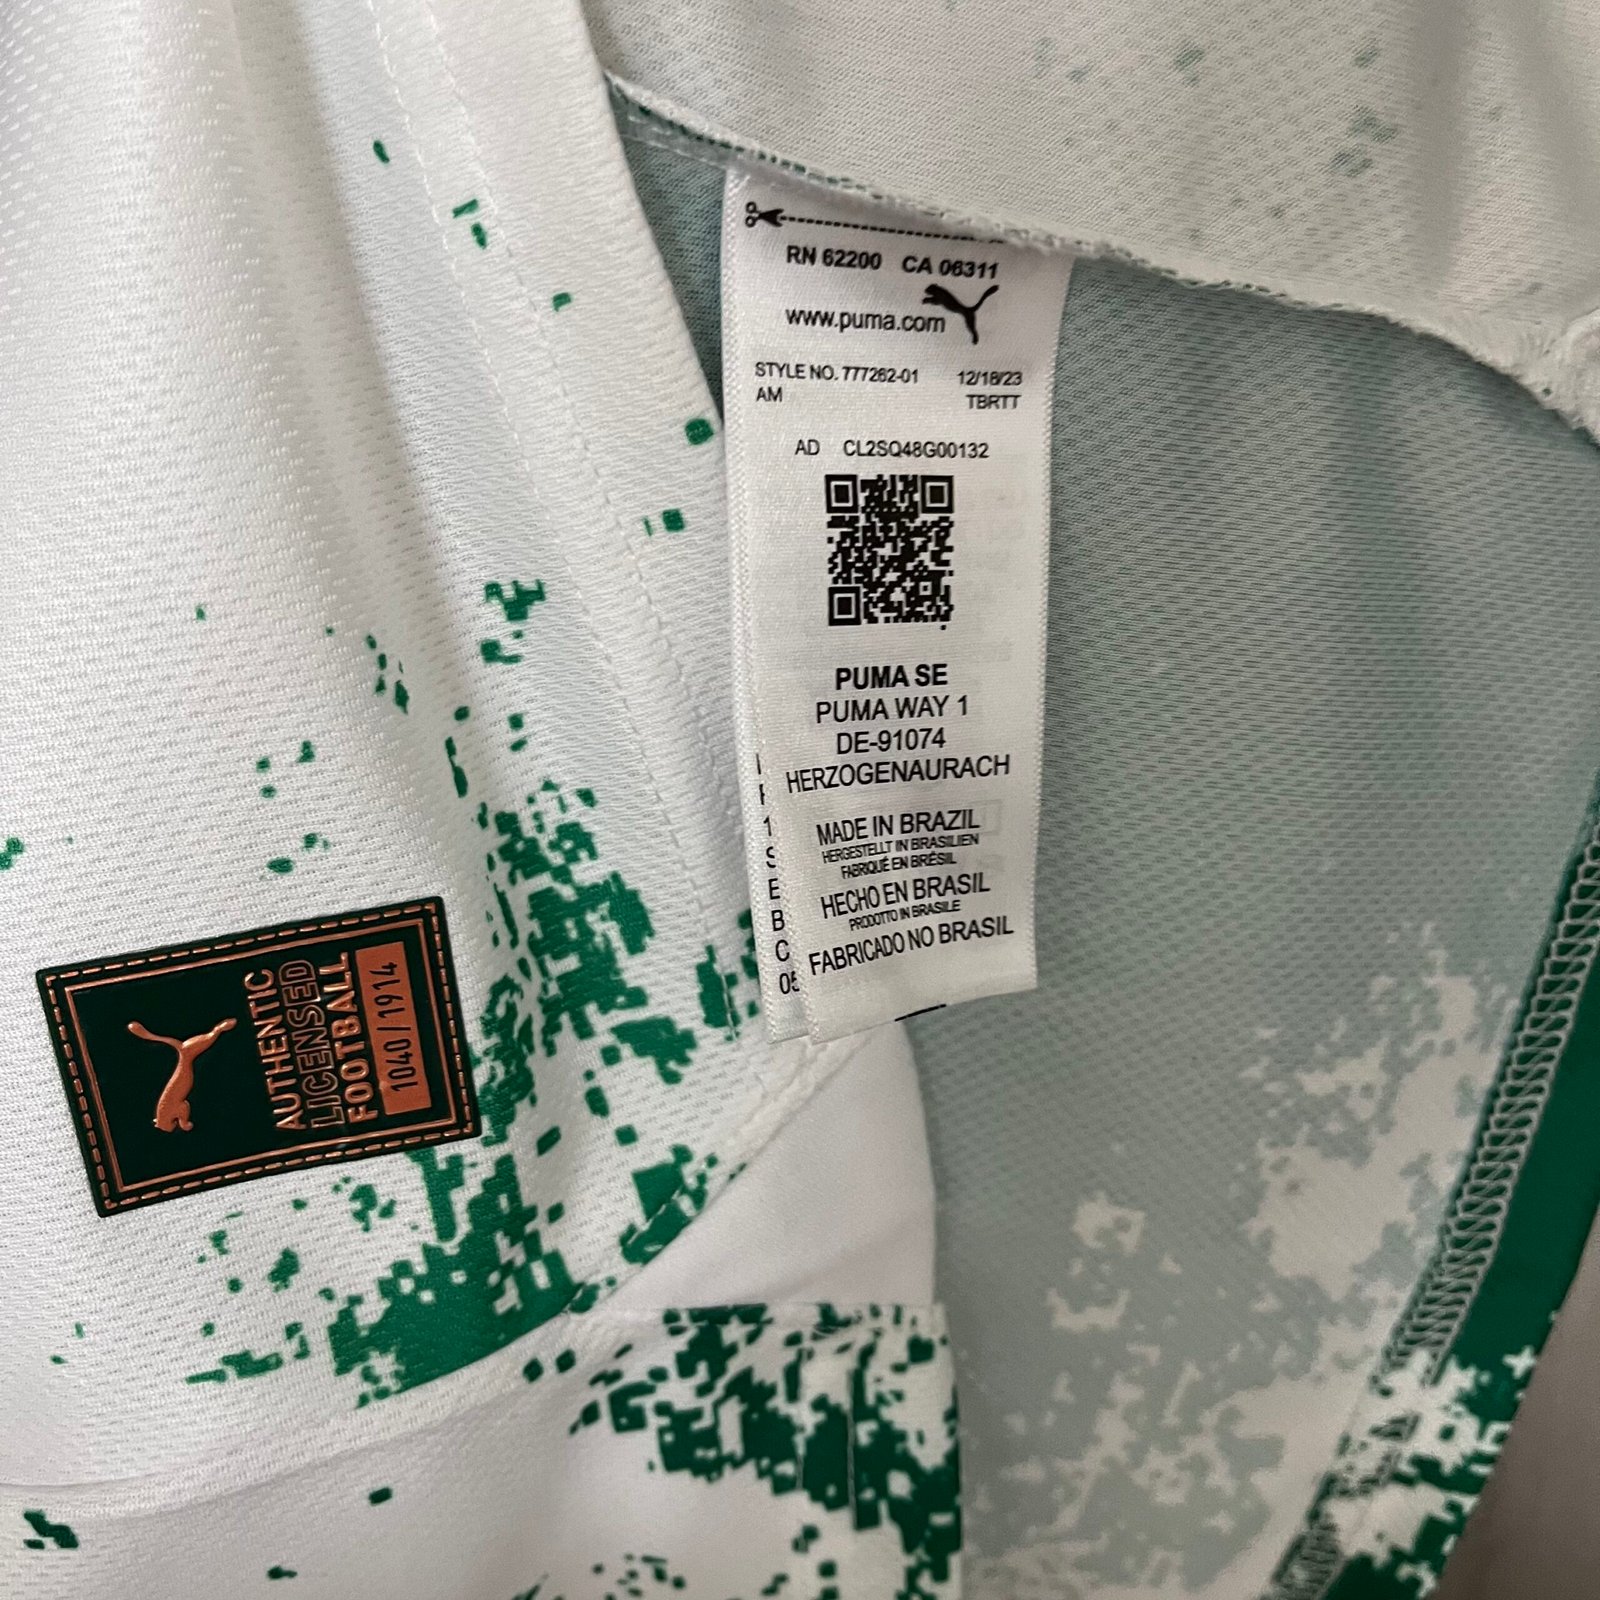 RN 62200 CA 06311
www.puma.com
STYLE NO. 777262-01 12/18/23
AM TBRTT
AD CL2SQ48G00132
PUMA SE
PUMA WAY 1
DE-91074
HERZOGENAURACH
MADE IN BRAZIL
HERGESTELLT IN BRASILIEN
FABRIQUÉ EN BRÉSIL
HECHO EN BRASIL
PRODOTTO IN BRASILE
FABRICADO NO BRASIL
1
S
E
B
C
AUTHENTIC
LICENSED
FOOTBALL
1040/1914